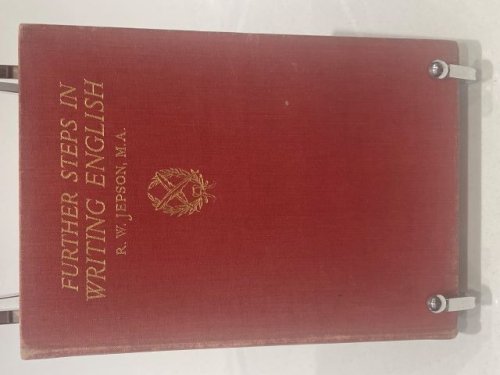 FURTHER STEPS IN
WRITING ENGLISH
R. W. JEPSON, M.A.